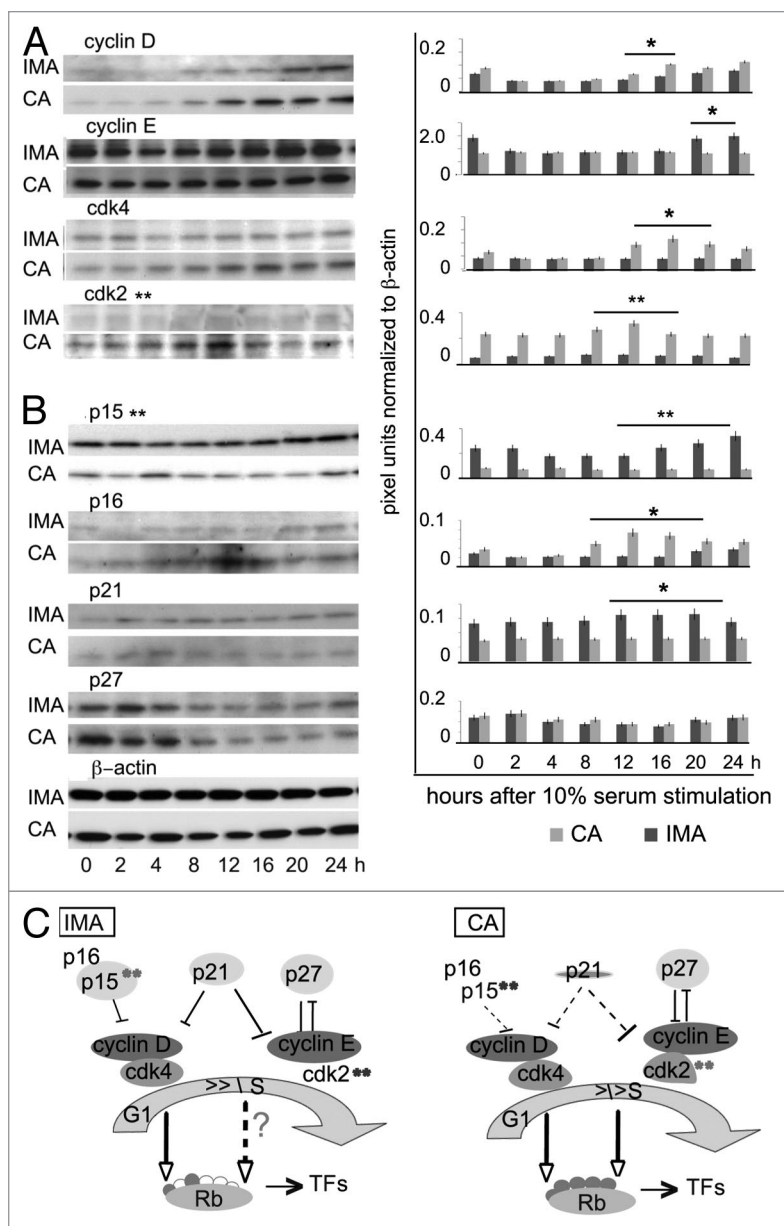 A
cyclin D
IMA
CA
cyclin E
IMA
CA
cdk4
IMA
CA
cdk2 **
IMA
CA
B
p15 **
IMA
CA
p16
IMA
CA
p21
IMA
CA
p27
IMA
CA
β-actin
IMA
CA
0 2 4 8 12 16 20 24 h
pixel units normalized to β-actin
0.2
0
*
2.0
0
*
0.2
0
*
0.4
0
**
0.4
0
**
0.1
0
*
0.1
0
*
0.2
0
0 2 4 8 12 16 20 24 h
hours after 10% serum stimulation
CA IMA
C
IMA
p16
p15**
p21
p27
cyclin D
cdk4
cyclin E
cdk2**
G1
>>\ S
?
Rb
TFs
CA
p16
p15**
p21
p27
cyclin D
cdk4
cyclin E
cdk2**
G1
>\>S
Rb
TFs